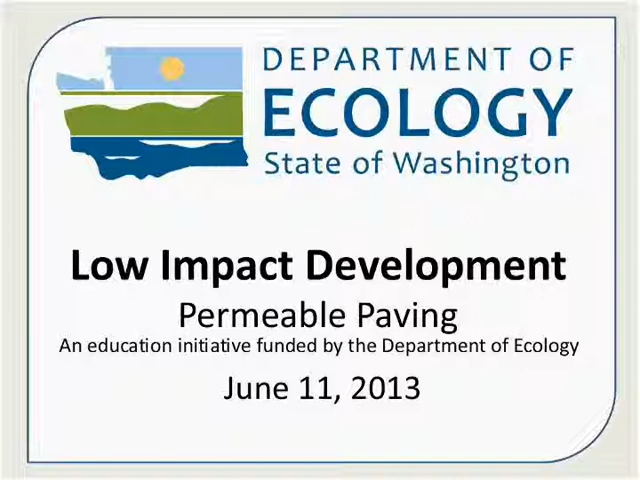 DEPARTMENT OF
ECOLOGY
State of Washington
Low Impact Development
Permeable Paving
An education initiative funded by the Department of Ecology
June 11, 2013